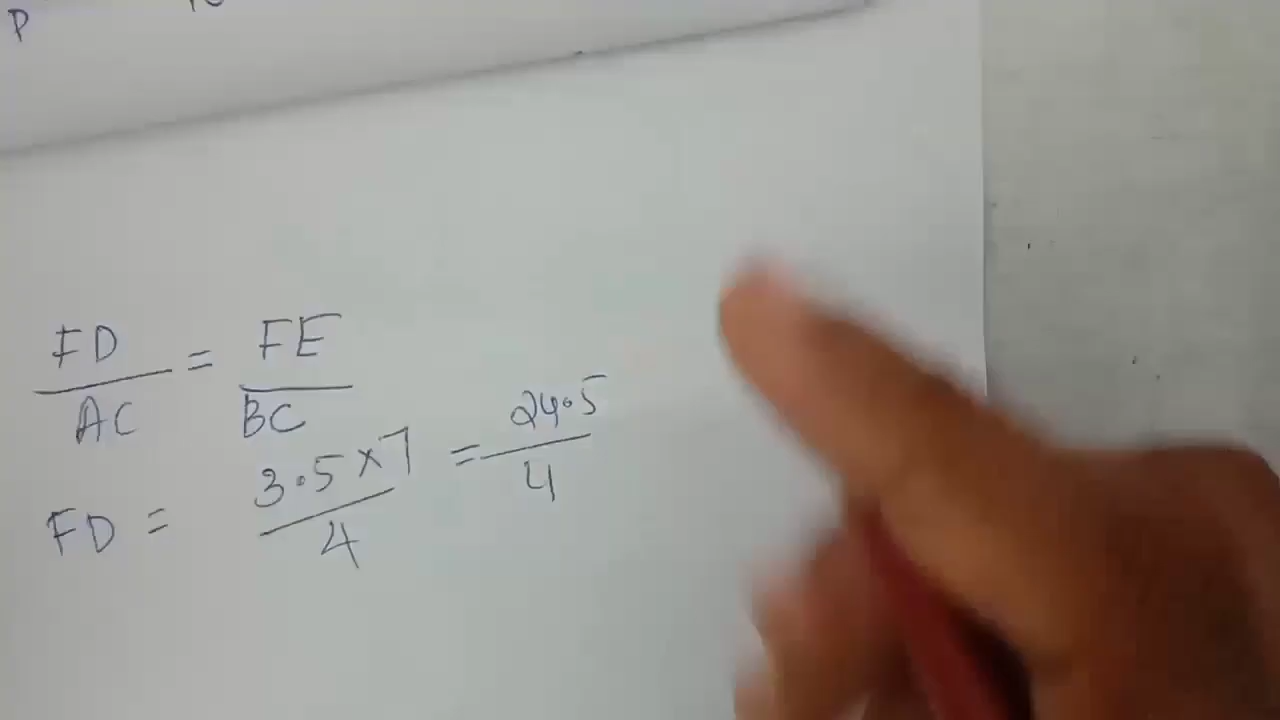 P
FD/AC = FE/BC
FD = 3.5×7/4 = 24.5/4